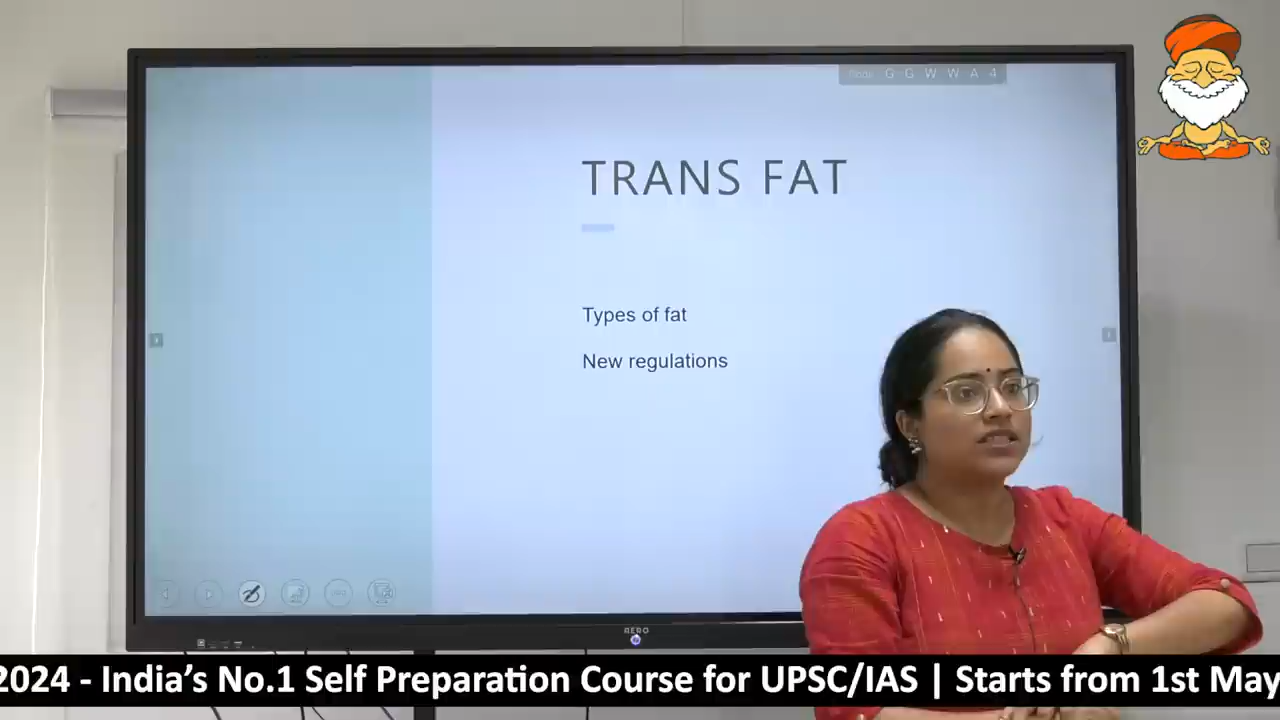 GGWWA4
TRANS FAT
Types of fat
New regulations
2024 - India's No.1 Self Preparation Course for UPSC/IAS | Starts from 1st May